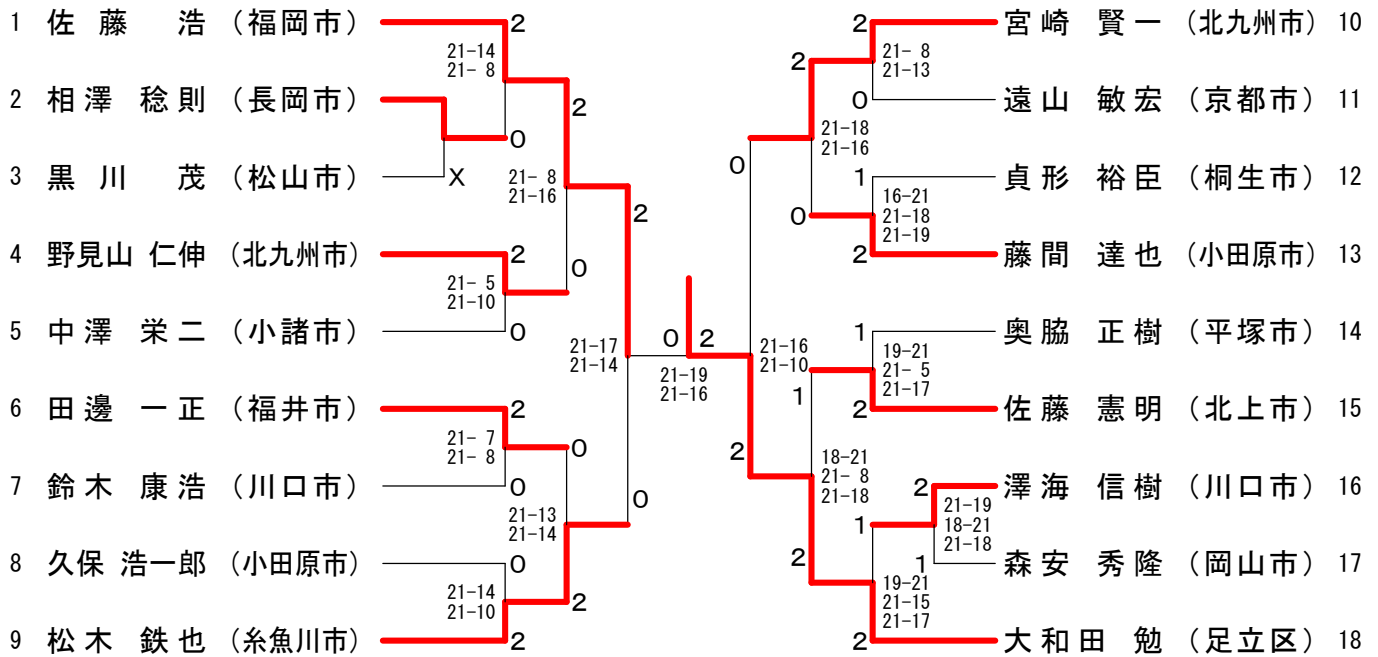 1 佐藤 浩 (福岡市) 2
21-14
21- 8
2 相澤 稔則 (長岡市) 2
0
3 黒川 茂 (松山市) X
21- 8
21-16
2
4 野見山 仁伸 (北九州市) 2
0
21- 5
21-10
5 中澤 栄二 (小諸市) 0
21-17
21-14
6 田邊 一正 (福井市) 2
21- 7
21- 8
0
7 鈴木 康浩 (川口市) 0
0
21-13
21-14
8 久保 浩一郎 (小田原市) 0
21-14
21-10
2
9 松木 鉄也 (糸魚川市) 2
0 2
21-19
21-16
2 宮崎 賢一 (北九州市) 10
2
21- 8
21-13
0 遠山 敏宏 (京都市) 11
21-18
21-16
0
1 貞形 裕臣 (桐生市) 12
16-21
21-18
21-19
0
2 藤間 達也 (小田原市) 13
1 奥脇 正樹 (平塚市) 14
21-16
21-10
19-21
21- 5
21-17
1
2 佐藤 憲明 (北上市) 15
2
18-21
21- 8
21-18
2 澤海 信樹 (川口市) 16
21-19
18-21
21-18
1
1 森安 秀隆 (岡山市) 17
2
19-21
21-15
21-17
2 大和田 勉 (足立区) 18